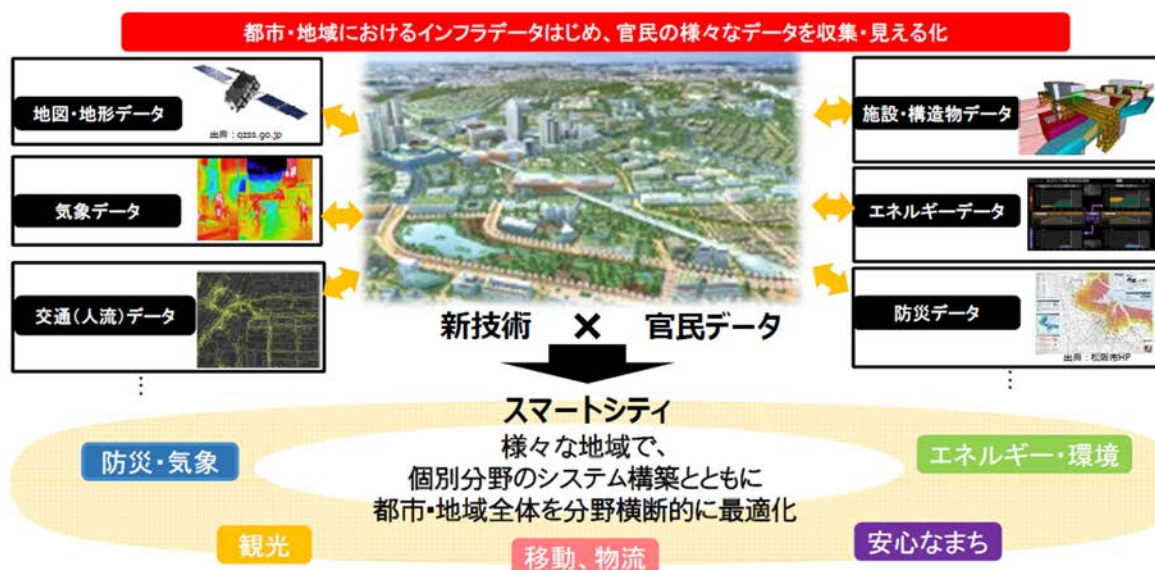 都市・地域におけるインフラデータはじめ、官民の様々なデータを収集・見える化
地図・地形データ
出典：qzss.go.jp
気象データ
交通(人流)データ
⋮
施設・構造物データ
エネルギーデータ
防災データ
出典：松阪市HP
⋮
新技術 × 官民データ
スマートシティ
様々な地域で、
個別分野のシステム構築とともに
都市・地域全体を分野横断的に最適化
防災・気象
エネルギー・環境
観光
移動、物流
安心なまち